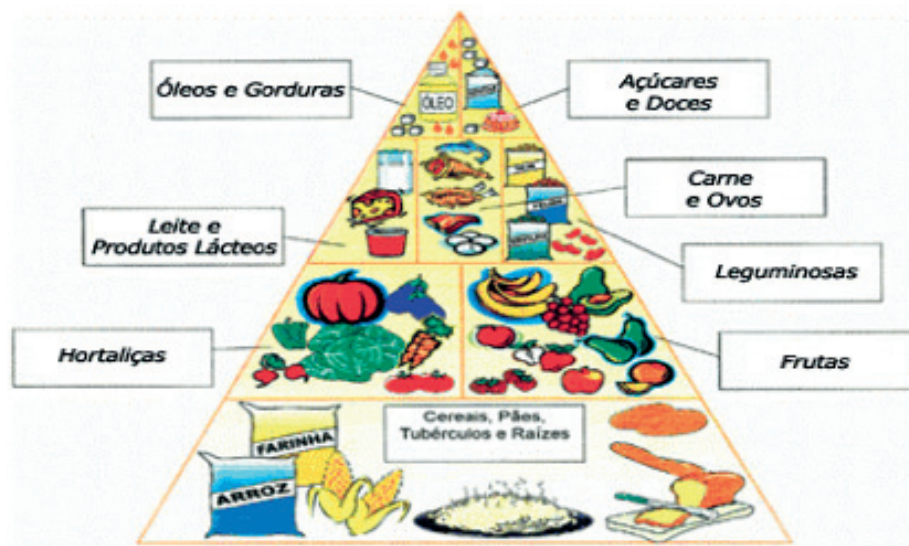 Óleos e Gorduras
Açúcares
e Doces
ÓLEO
Carne
e Ovos
Leite e
Produtos Lácteos
Leguminosas
Hortaliças
Frutas
Cereais, Pães,
Tubérculos e Raízes
FARINHA
ARROZ